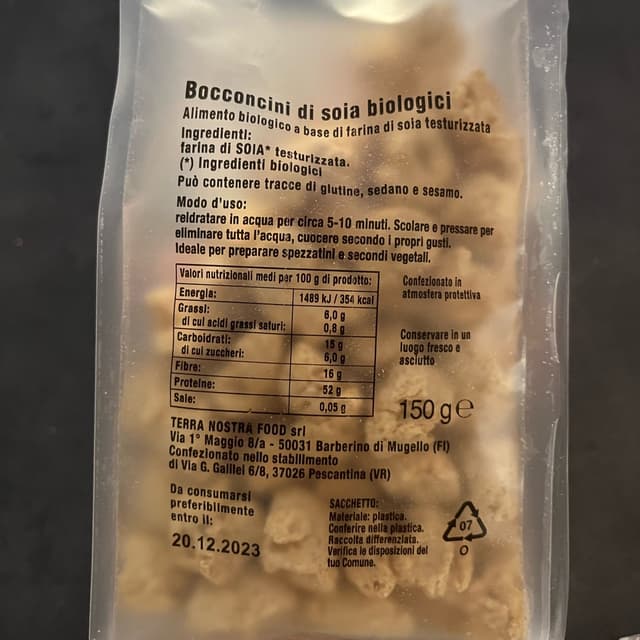 Bocconcini di soia biologici
Alimento biologico a base di farina di soia testurizzata
Ingredienti:
farina di SOIA* testurizzata.
(*) Ingredienti biologici
Può contenere tracce di glutine, sedano e sesamo.
Modo d'uso:
reidratare in acqua per circa 5-10 minuti. Scolare e pressare per
eliminare tutta l'acqua, cuocere secondo i propri gusti.
Ideale per preparare spezzatini e secondi vegetali.
Valori nutrizionali medi per 100 g di prodotto:
Energia: 1489 kJ / 354 kcal
Grassi: 6,0 g
di cui acidi grassi saturi: 0,8 g
Carboidrati: 15 g
di cui zuccheri: 6,0 g
Fibre: 16 g
Proteine: 52 g
Sale: 0,05 g
Confezionato in
atmosfera protettiva
Conservare in un
luogo fresco e
asciutto
150 g e
TERRA NOSTRA FOOD srl
Via 1° Maggio 8/a - 50031 Barberino di Mugello (FI)
Confezionato nello stabilimento
di Via G. Galilei 6/8, 37026 Pescantina (VR)
Da consumarsi
preferibilmente
entro il:
20.12.2023
SACCHETTO:
Materiale: plastica.
Conferire nella plastica.
Raccolta differenziata.
Verifica le disposizioni del
tuo Comune.
07
O